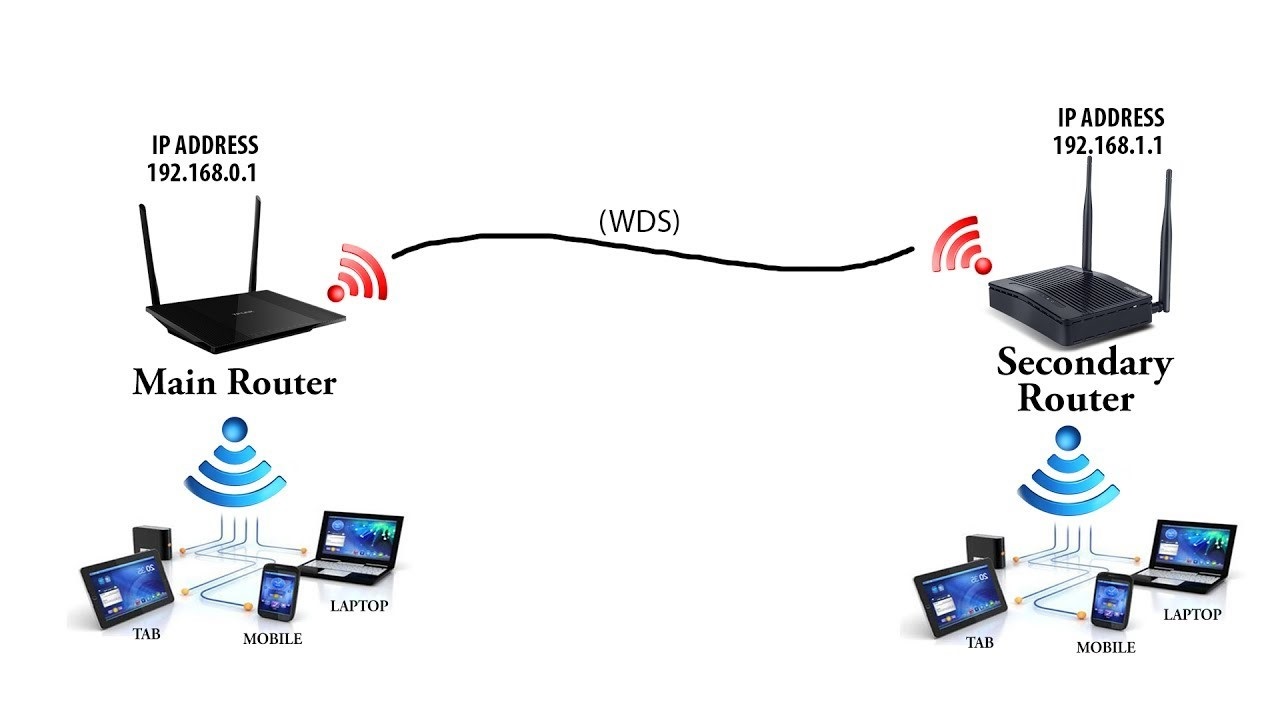 IP ADDRESS
192.168.0.1
Main Router
TAB
MOBILE
LAPTOP
(WDS)
IP ADDRESS
192.168.1.1
Secondary
Router
TAB
MOBILE
LAPTOP